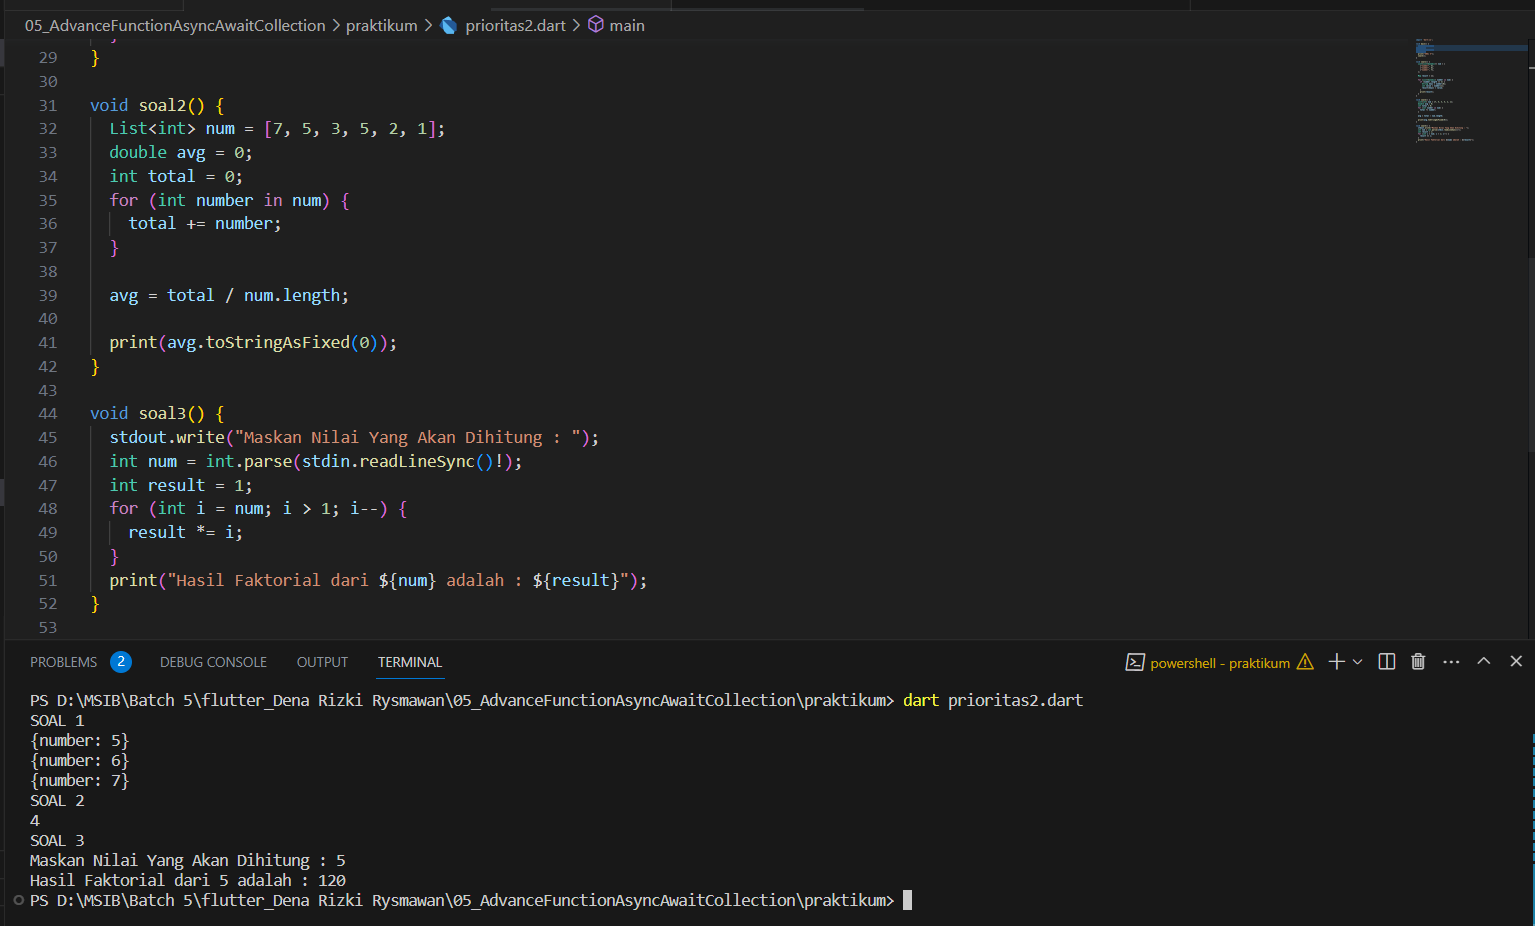 05_AdvanceFunctionAsyncAwaitCollection > praktikum > prioritas2.dart > main
29 }
30
31 void soal2() {
32 List<int> num = [7, 5, 3, 5, 2, 1];
33 double avg = 0;
34 int total = 0;
35 for (int number in num) {
36 total += number;
37 }
38
39 avg = total / num.length;
40
41 print(avg.toStringAsFixed(0));
42 }
43
44 void soal3() {
45 stdout.write("Maskan Nilai Yang Akan Dihitung : ");
46 int num = int.parse(stdin.readLineSync()!);
47 int result = 1;
48 for (int i = num; i > 1; i--) {
49 result *= i;
50 }
51 print("Hasil Faktorial dari ${num} adalah : ${result}");
52 }
53
PROBLEMS 2 DEBUG CONSOLE OUTPUT TERMINAL powershell - praktikum
PS D:\MSIB\Batch 5\flutter_Dena Rizki Rysmawan\05_AdvanceFunctionAsyncAwaitCollection\praktikum> dart prioritas2.dart
SOAL 1
{number: 5}
{number: 6}
{number: 7}
SOAL 2
4
SOAL 3
Maskan Nilai Yang Akan Dihitung : 5
Hasil Faktorial dari 5 adalah : 120
PS D:\MSIB\Batch 5\flutter_Dena Rizki Rysmawan\05_AdvanceFunctionAsyncAwaitCollection\praktikum>